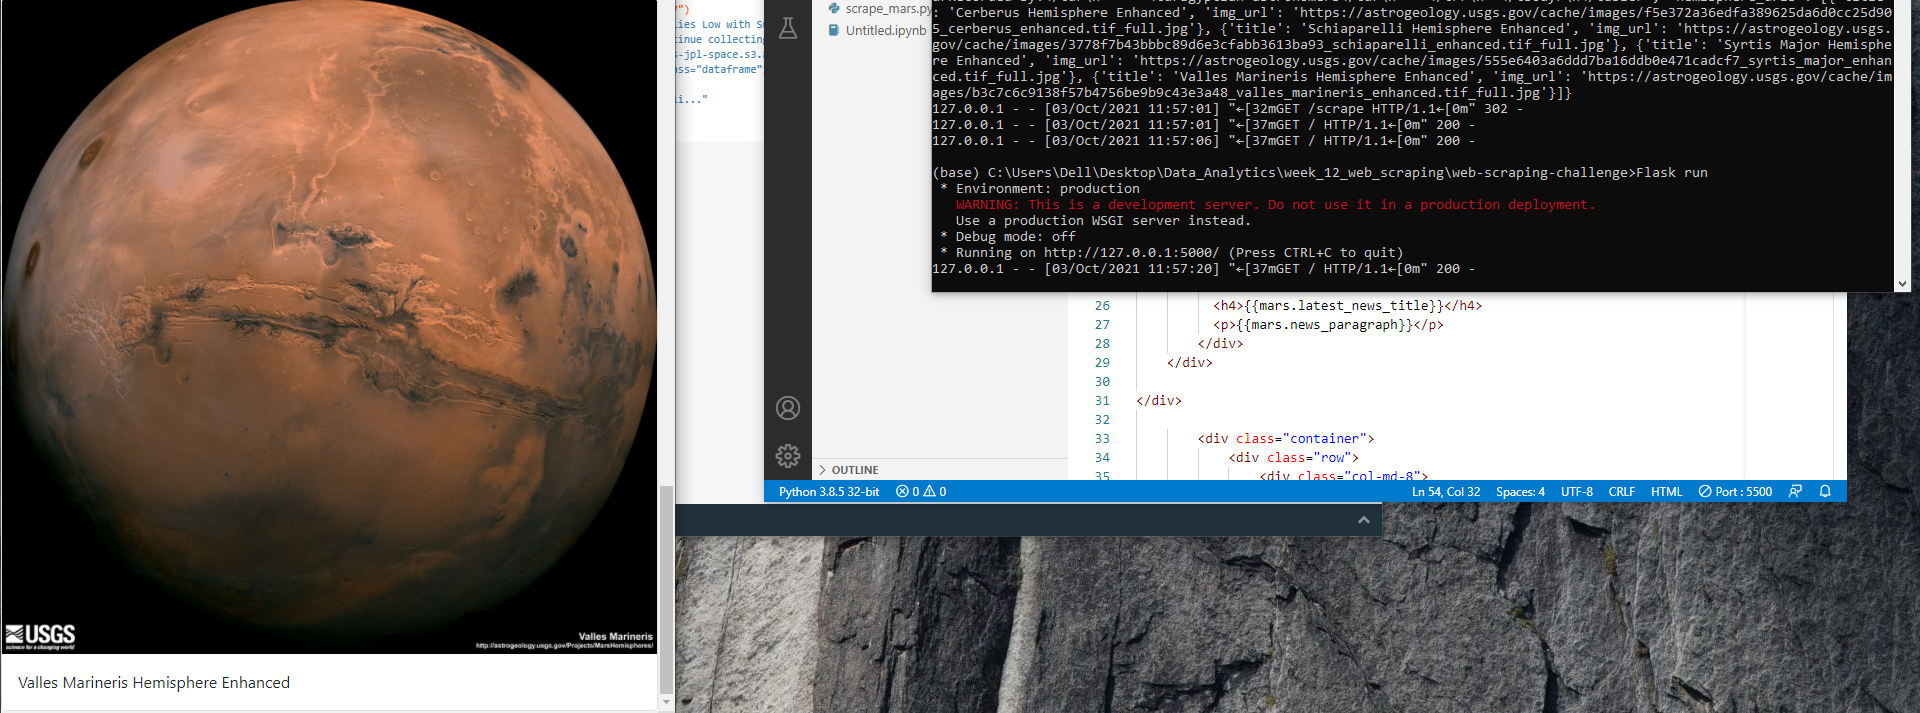 USGS
science for a changing world
Valles Marineris
http://astrogeology.usgs.gov/Projects/MarsHemispheres/
Valles Marineris Hemisphere Enhanced
")
lies Low with S
tinue collecting
s-jpl-space.s3.
ass="dataframe"
li..."
scrape_mars.py
Untitled.ipynb
OUTLINE
: 'Cerberus Hemisphere Enhanced', 'img_url': 'https://astrogeology.usgs.gov/cache/images/f5e372a36edfa389625da6d0cc25d90
5_cerberus_enhanced.tif_full.jpg'}, {'title': 'Schiaparelli Hemisphere Enhanced', 'img_url': 'https://astrogeology.usgs.
gov/cache/images/3778f7b43bbbc89d6e3cfabb3613ba93_schiaparelli_enhanced.tif_full.jpg'}, {'title': 'Syrtis Major Hemisphe
re Enhanced', 'img_url': 'https://astrogeology.usgs.gov/cache/images/555e6403a6ddd7ba16ddb0e471cadcf7_syrtis_major_enhan
ced.tif_full.jpg'}, {'title': 'Valles Marineris Hemisphere Enhanced', 'img_url': 'https://astrogeology.usgs.gov/cache/im
ages/b3c7c6c9138f57b4756be9b9c43e3a48_valles_marineris_enhanced.tif_full.jpg'}]}
127.0.0.1 - - [03/Oct/2021 11:57:01] "←[32mGET /scrape HTTP/1.1←[0m" 302 -
127.0.0.1 - - [03/Oct/2021 11:57:01] "←[37mGET / HTTP/1.1←[0m" 200 -
127.0.0.1 - - [03/Oct/2021 11:57:06] "←[37mGET / HTTP/1.1←[0m" 200 -
(base) C:\Users\Dell\Desktop\Data_Analytics\week_12_web_scraping\web-scraping-challenge>Flask run
* Environment: production
WARNING: This is a development server. Do not use it in a production deployment.
Use a production WSGI server instead.
* Debug mode: off
* Running on http://127.0.0.1:5000/ (Press CTRL+C to quit)
127.0.0.1 - - [03/Oct/2021 11:57:20] "←[37mGET / HTTP/1.1←[0m" 200 -
26 <h4>{{mars.latest_news_title}}</h4>
27 <p>{{mars.news_paragraph}}</p>
28 </div>
29 </div>
30
31 </div>
32
33 <div class="container">
34 <div class="row">
35 <div class="col-md-8">
Python 3.8.5 32-bit 0 0 Ln 54, Col 32 Spaces: 4 UTF-8 CRLF HTML Port : 5500